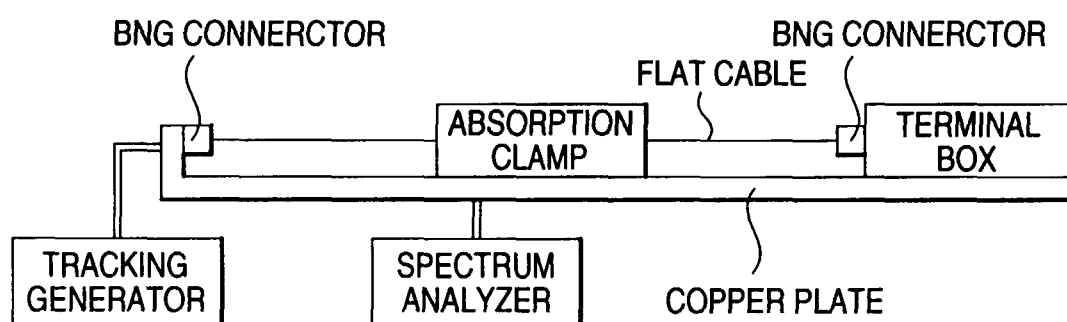 BNG CONNERCTOR
BNG CONNERCTOR
FLAT CABLE
ABSORPTION
CLAMP
TERMINAL
BOX
TRACKING
GENERATOR
SPECTRUM
ANALYZER
COPPER PLATE